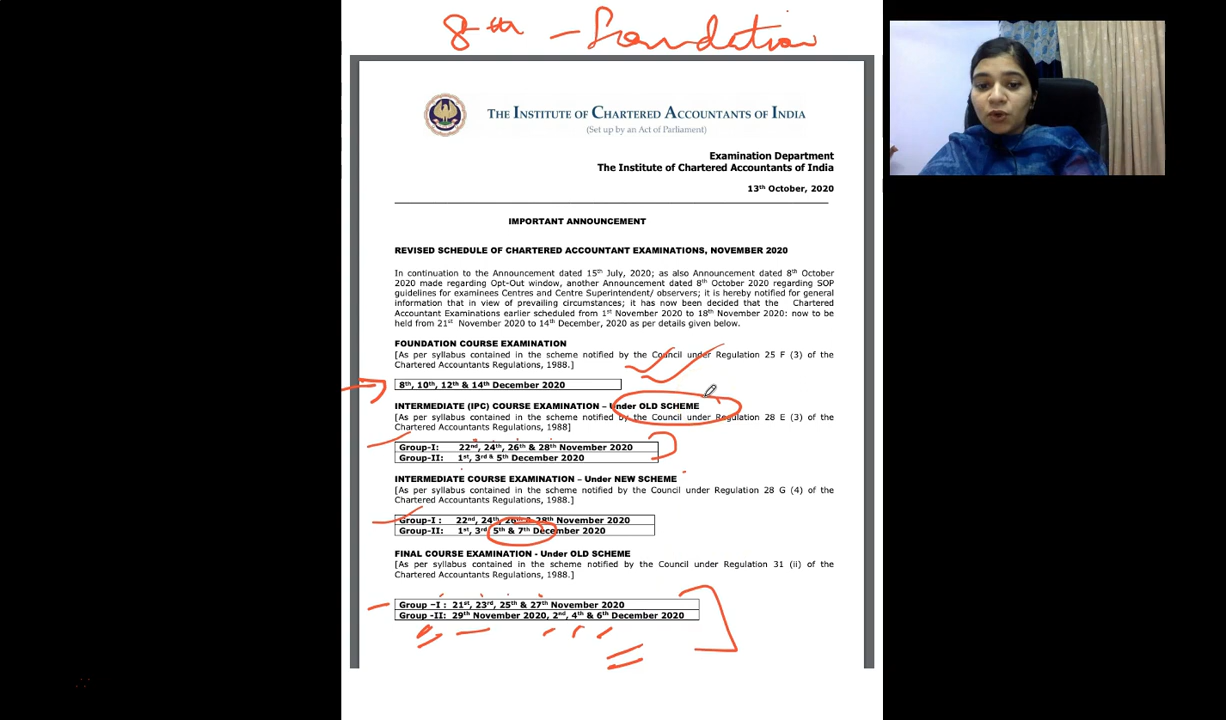 8th - Foundation
THE INSTITUTE OF CHARTERED ACCOUNTANTS OF INDIA
(Set up by an Act of Parliament)
Examination Department
The Institute of Chartered Accountants of India
13th October, 2020
IMPORTANT ANNOUNCEMENT
REVISED SCHEDULE OF CHARTERED ACCOUNTANT EXAMINATIONS, NOVEMBER 2020
In continuation to the Announcement dated 15th July, 2020; as also Announcement dated 8th October
2020 made regarding Opt-Out window, another Announcement dated 8th October 2020 regarding SOP
guidelines for examinees Centres and Centre Superintendent/ observers; it is hereby notified for general
information that in view of prevailing circumstances; it has now been decided that the Chartered
Accountant Examinations earlier scheduled from 1st November 2020 to 18th November 2020: now to be
held from 21st November 2020 to 14th December, 2020 as per details given below.
FOUNDATION COURSE EXAMINATION
[As per syllabus contained in the scheme notified by the Council under Regulation 25 F (3) of the
Chartered Accountants Regulations, 1988.]
8th, 10th, 12th & 14th December 2020
INTERMEDIATE (IPC) COURSE EXAMINATION – Under OLD SCHEME
[As per syllabus contained in the scheme notified by the Council under Regulation 28 E (3) of the
Chartered Accountants Regulations, 1988]
Group-I: 22nd, 24th, 26th & 28th November 2020
Group-II: 1st, 3rd & 5th December 2020
INTERMEDIATE COURSE EXAMINATION – Under NEW SCHEME
[As per syllabus contained in the scheme notified by the Council under Regulation 28 G (4) of the
Chartered Accountants Regulations, 1988.]
Group-I : 22nd, 24th, 26th & 28th November 2020
Group-II: 1st, 3rd, 5th & 7th December 2020
FINAL COURSE EXAMINATION - Under OLD SCHEME
[As per syllabus contained in the scheme notified by the Council under Regulation 31 (ii) of the
Chartered Accountants Regulations, 1988.]
Group –I : 21st, 23rd, 25th & 27th November 2020
Group -II: 29th November 2020, 2nd, 4th & 6th December 2020